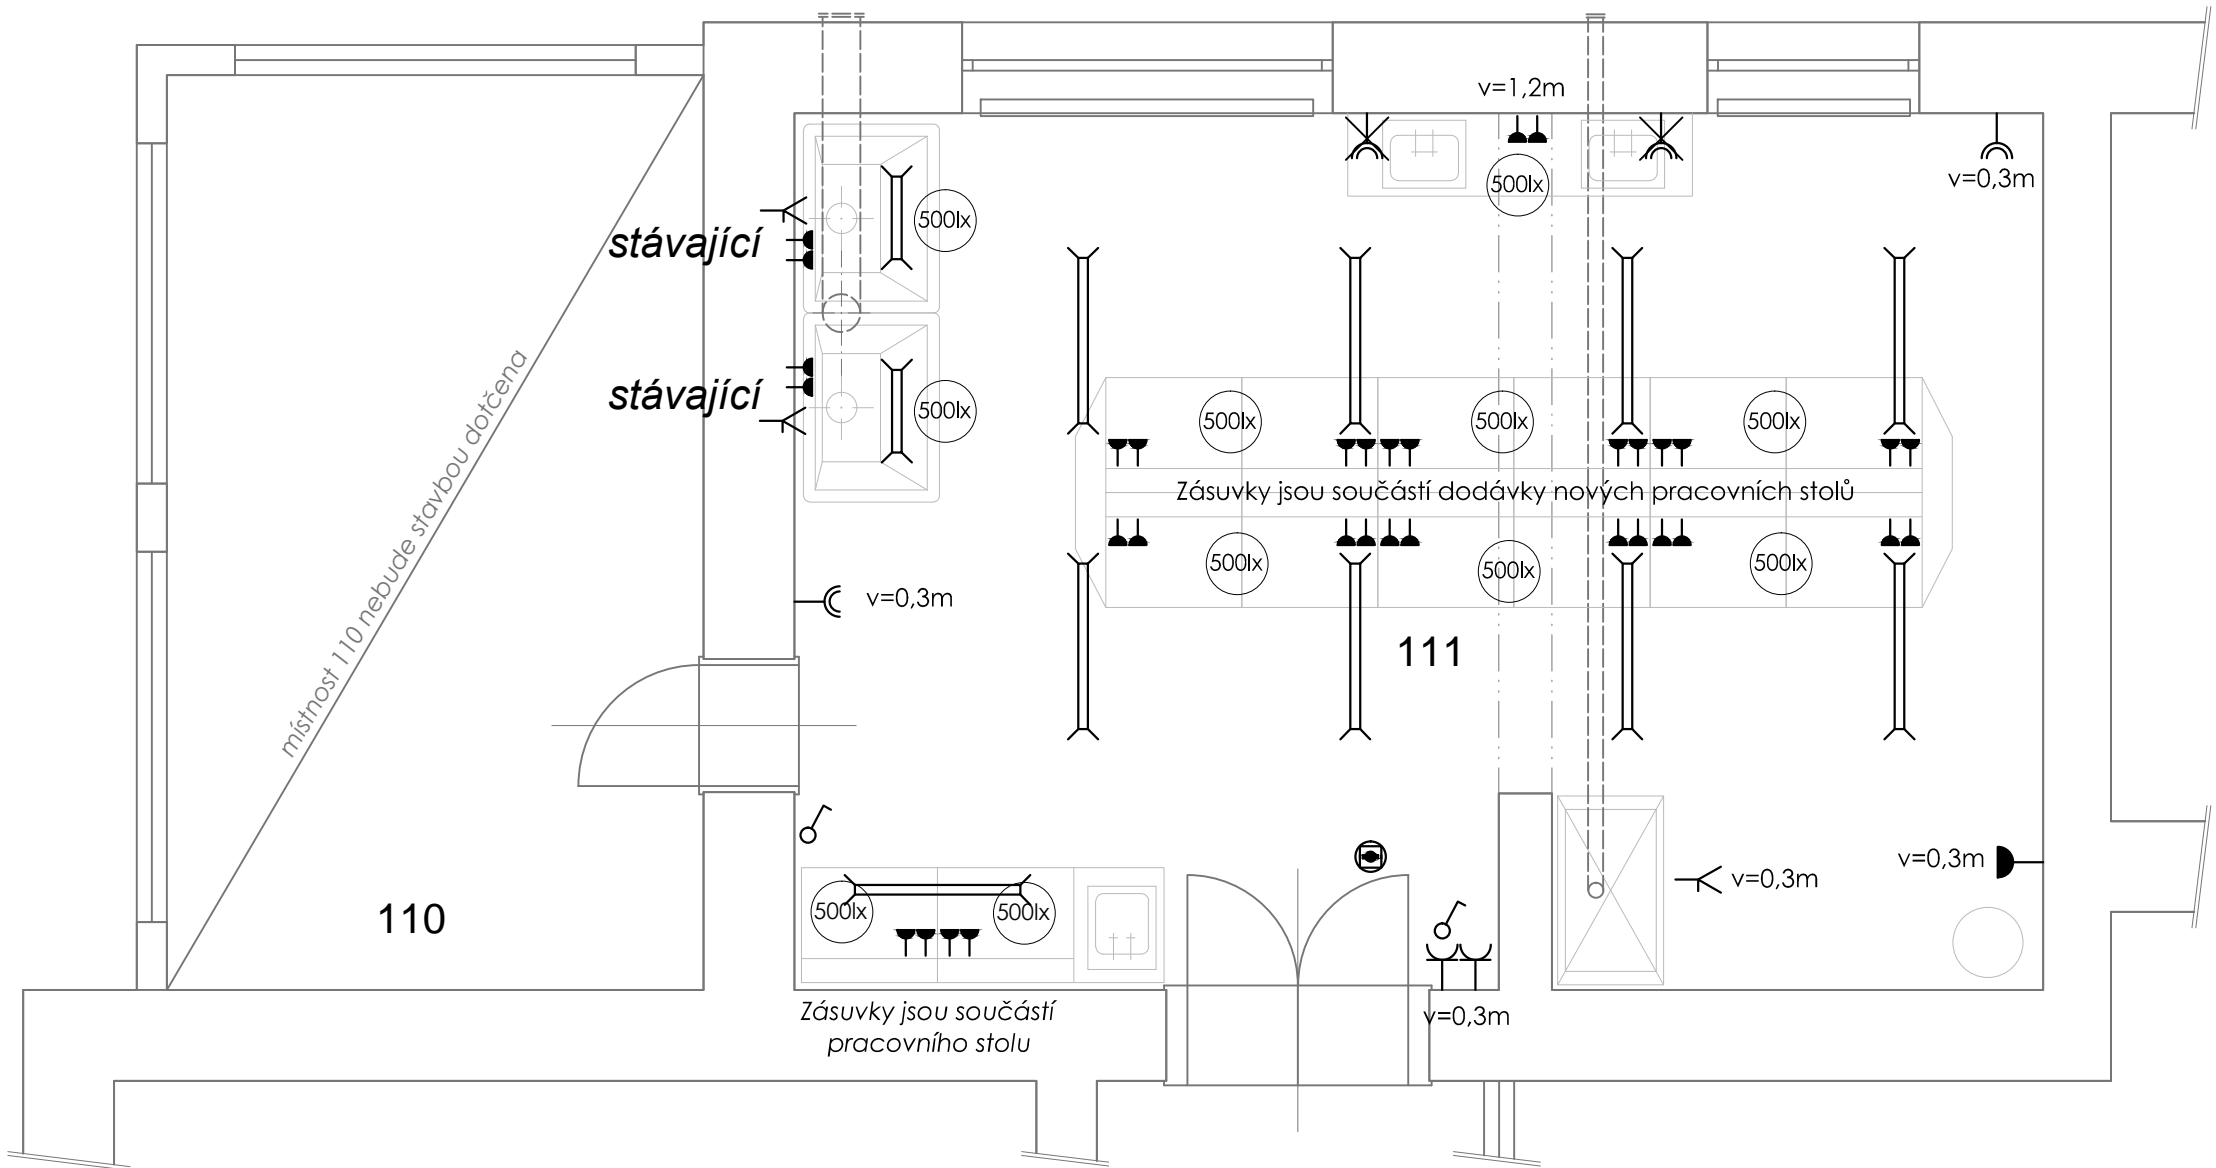 v=1,2m
500lx
v=0,3m
500lx
stávající
500lx
stávající
500lx
500lx
500lx
Zásuvky jsou součástí dodávky nových pracovních stolů
500lx
500lx
500lx
v=0,3m
místnost 110 nebude stavbou dotčena
111
v=0,3m
v=0,3m
500lx
500lx
110
Zásuvky jsou součástí
pracovního stolu
v=0,3m